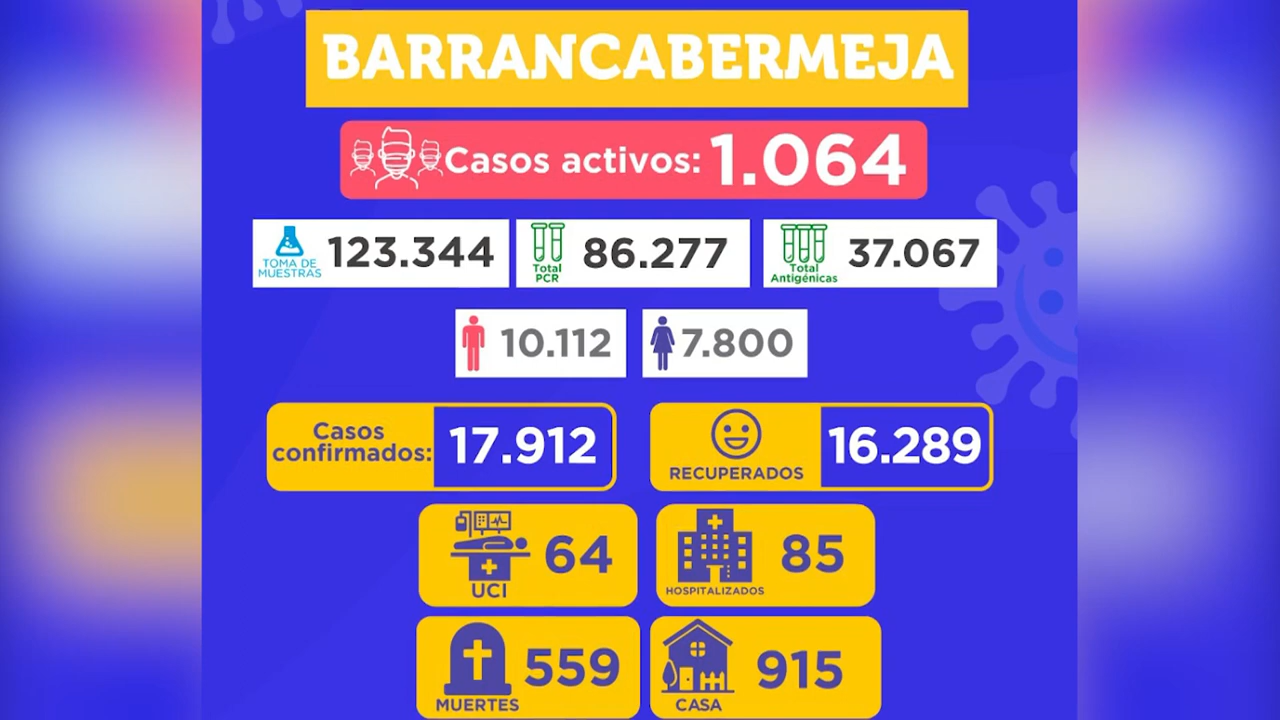 BARRANCABERMEJA
Casos activos: 1.064
TOMA DE
MUESTRAS
123.344
Total
PCR
86.277
Total
Antigénicas
37.067
10.112
7.800
Casos
confirmados:
17.912
RECUPERADOS
16.289
UCI
64
HOSPITALIZADOS
85
MUERTES
559
CASA
915